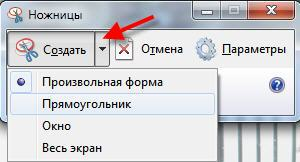 Ножницы
Создать Отмена Параметры
Произвольная форма
Прямоугольник
Окно
Весь экран